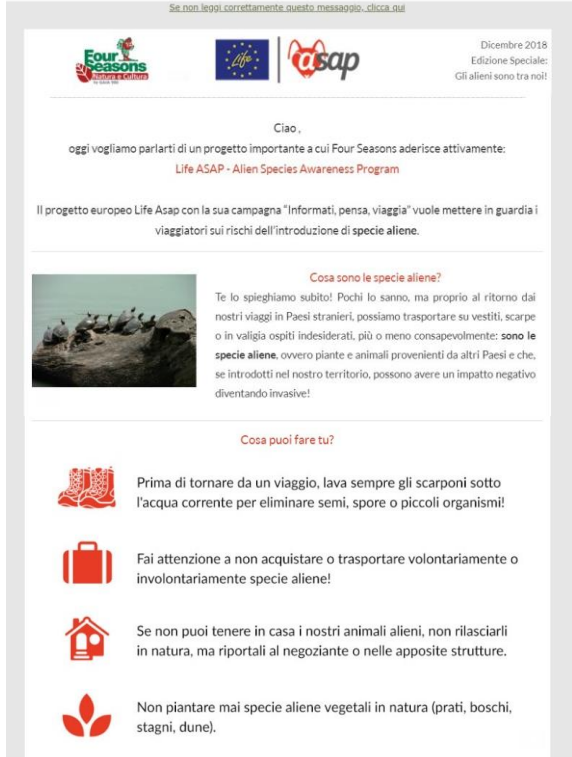 Se non leggi correttamente questo messaggio, clicca qui
Four
Seasons
Natura e Cultura
Life
asap
Dicembre 2018
Edizione Speciale:
Gli alieni sono tra noi!
Ciao ,
oggi vogliamo parlarti di un progetto importante a cui Four Seasons aderisce attivamente:
Life ASAP - Alien Species Awareness Program
Il progetto europeo Life Asap con la sua campagna "Informati, pensa, viaggia" vuole mettere in guardia i
viaggiatori sui rischi dell'introduzione di specie aliene.
Cosa sono le specie aliene?
Te lo spieghiamo subito! Pochi lo sanno, ma proprio al ritorno dai
nostri viaggi in Paesi stranieri, possiamo trasportare su vestiti, scarpe
o in valigia ospiti indesiderati, più o meno consapevolmente: sono le
specie aliene, ovvero piante e animali provenienti da altri Paesi e che,
se introdotti nel nostro territorio, possono avere un impatto negativo
diventando invasive!
Cosa puoi fare tu?
Prima di tornare da un viaggio, lava sempre gli scarponi sotto
l'acqua corrente per eliminare semi, spore o piccoli organismi!
Fai attenzione a non acquistare o trasportare volontariamente o
involontariamente specie aliene!
Se non puoi tenere in casa i nostri animali alieni, non rilasciarli
in natura, ma riportali al negoziante o nelle apposite strutture.
Non piantare mai specie aliene vegetali in natura (prati, boschi,
stagni, dune).